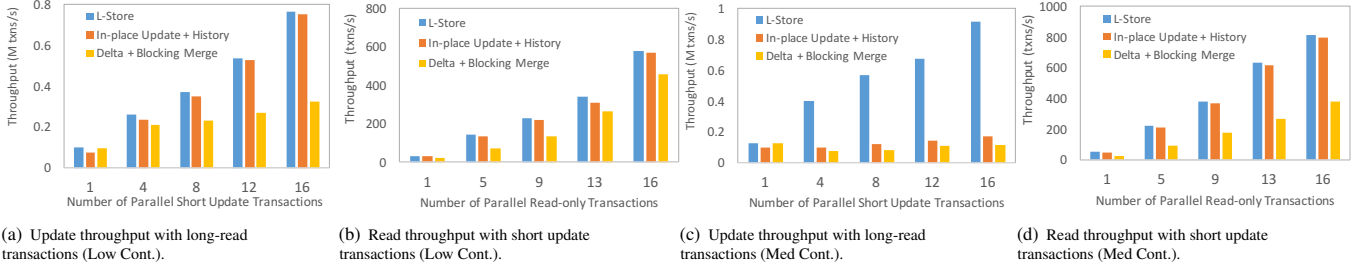 Throughput (M txns/s)
0.8
0.6
0.4
0.2
0
L-Store
In-place Update + History
Delta + Blocking Merge
1 4 8 12 16
Number of Parallel Short Update Transactions
(a) Update throughput with long-read
transactions (Low Cont.).
Throughput (txns/s)
800
600
400
200
0
L-Store
In-place Update + History
Delta + Blocking Merge
1 5 9 13 16
Number of Parallel Read-only Transactions
(b) Read throughput with short update
transactions (Low Cont.).
Throughput (M txns/s)
1
0.8
0.6
0.4
0.2
0
L-Store
In-place Update + History
Delta + Blocking Merge
1 4 8 12 16
Number of Parallel Short Update Transactions
(c) Update throughput with long-read
transactions (Med Cont.).
Throughput (txns/s)
1000
800
600
400
200
0
L-Store
In-place Update + History
Delta + Blocking Merge
1 5 9 13 16
Number of Parallel Read-only Transactions
(d) Read throughput with short update
transactions (Med Cont.).